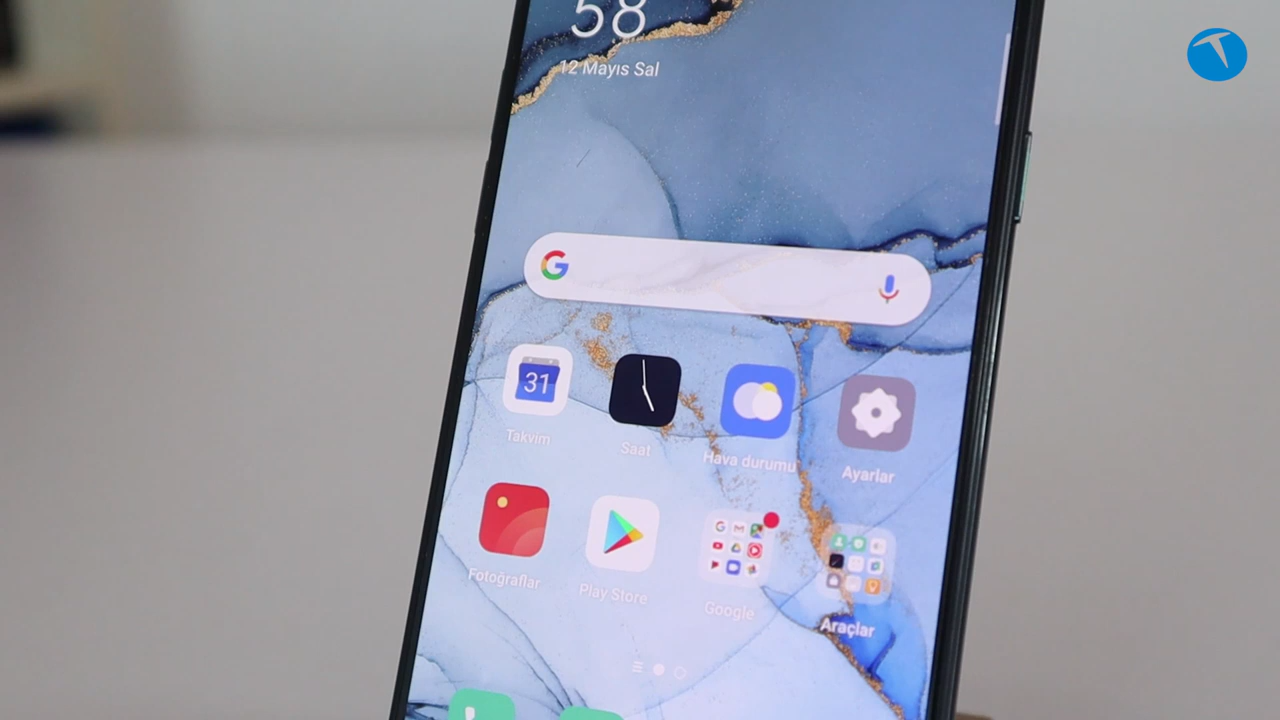 58
12 Mayıs Sal
31
Takvim
Saat
Hava durumu
Ayarlar
Fotoğraflar
Play Store
Google
Araçlar